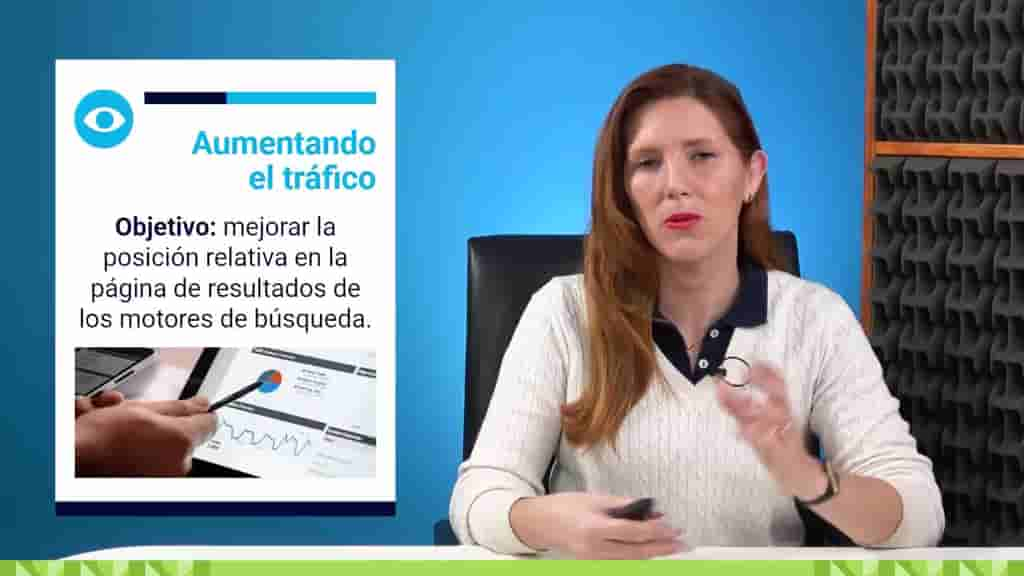 Aumentando
el tráfico
Objetivo: mejorar la
posición relativa en la
página de resultados de
los motores de búsqueda.